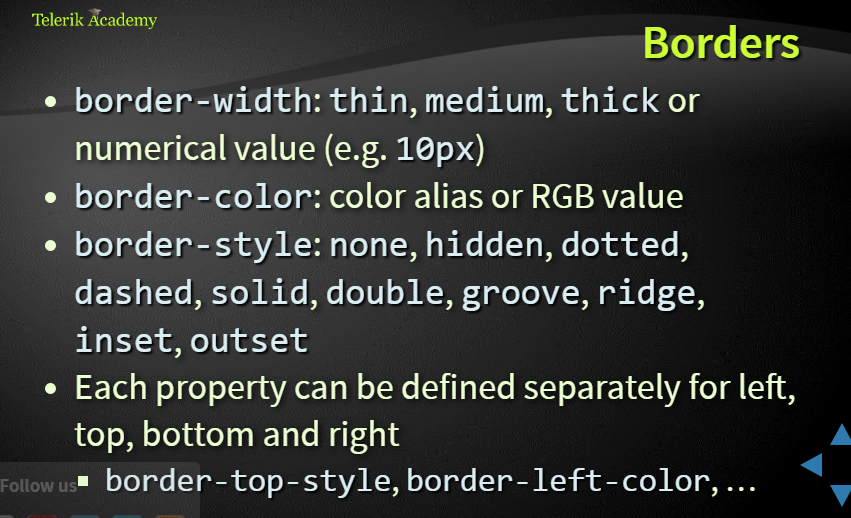 Telerik Academy
Borders
• border-width: thin, medium, thick or
numerical value (e.g. 10px)
• border-color: color alias or RGB value
• border-style: none, hidden, dotted,
dashed, solid, double, groove, ridge,
inset, outset
• Each property can be defined separately for left,
top, bottom and right
▪ border-top-style, border-left-color, …
Follow us